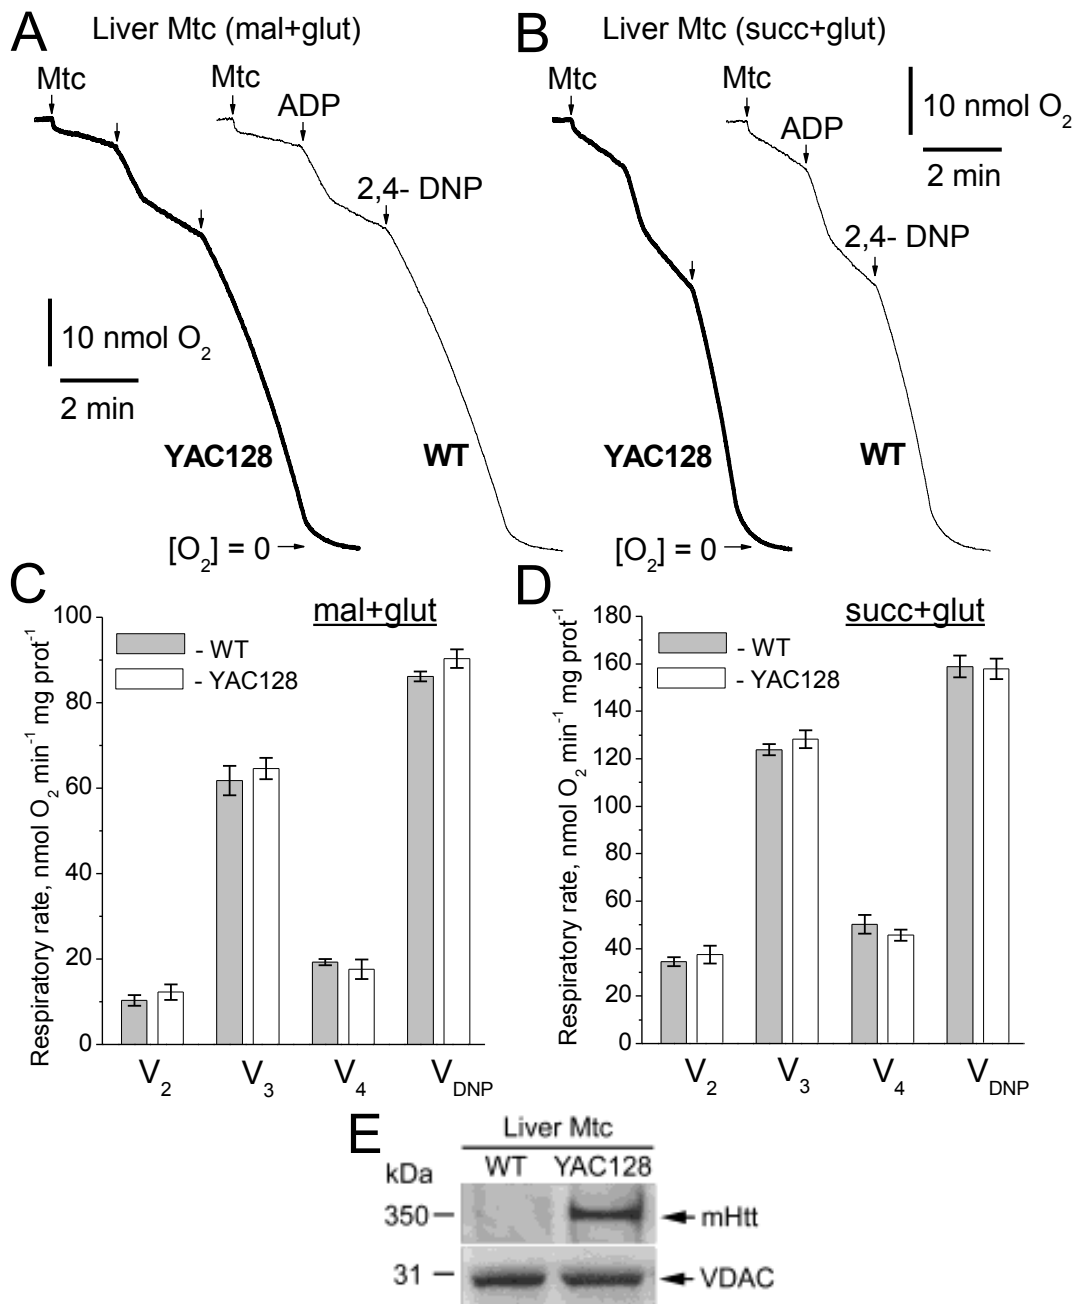 A Liver Mtc (mal+glut)
Mtc
Mtc
ADP
2,4- DNP
10 nmol O₂
2 min
YAC128
WT
[O₂] = 0
B Liver Mtc (succ+glut)
Mtc
Mtc
ADP
10 nmol O₂
2 min
2,4- DNP
YAC128
WT
[O₂] = 0
C
mal+glut
- WT
- YAC128
Respiratory rate, nmol O₂ min⁻¹ mg prot⁻¹
100
80
60
40
20
0
V₂ V₃ V₄ V_DNP
D
succ+glut
- WT
- YAC128
Respiratory rate, nmol O₂ min⁻¹ mg prot⁻¹
180
160
140
120
100
80
60
40
20
0
V₂ V₃ V₄ V_DNP
E
Liver Mtc
kDa WT YAC128
350 mHtt
31 VDAC